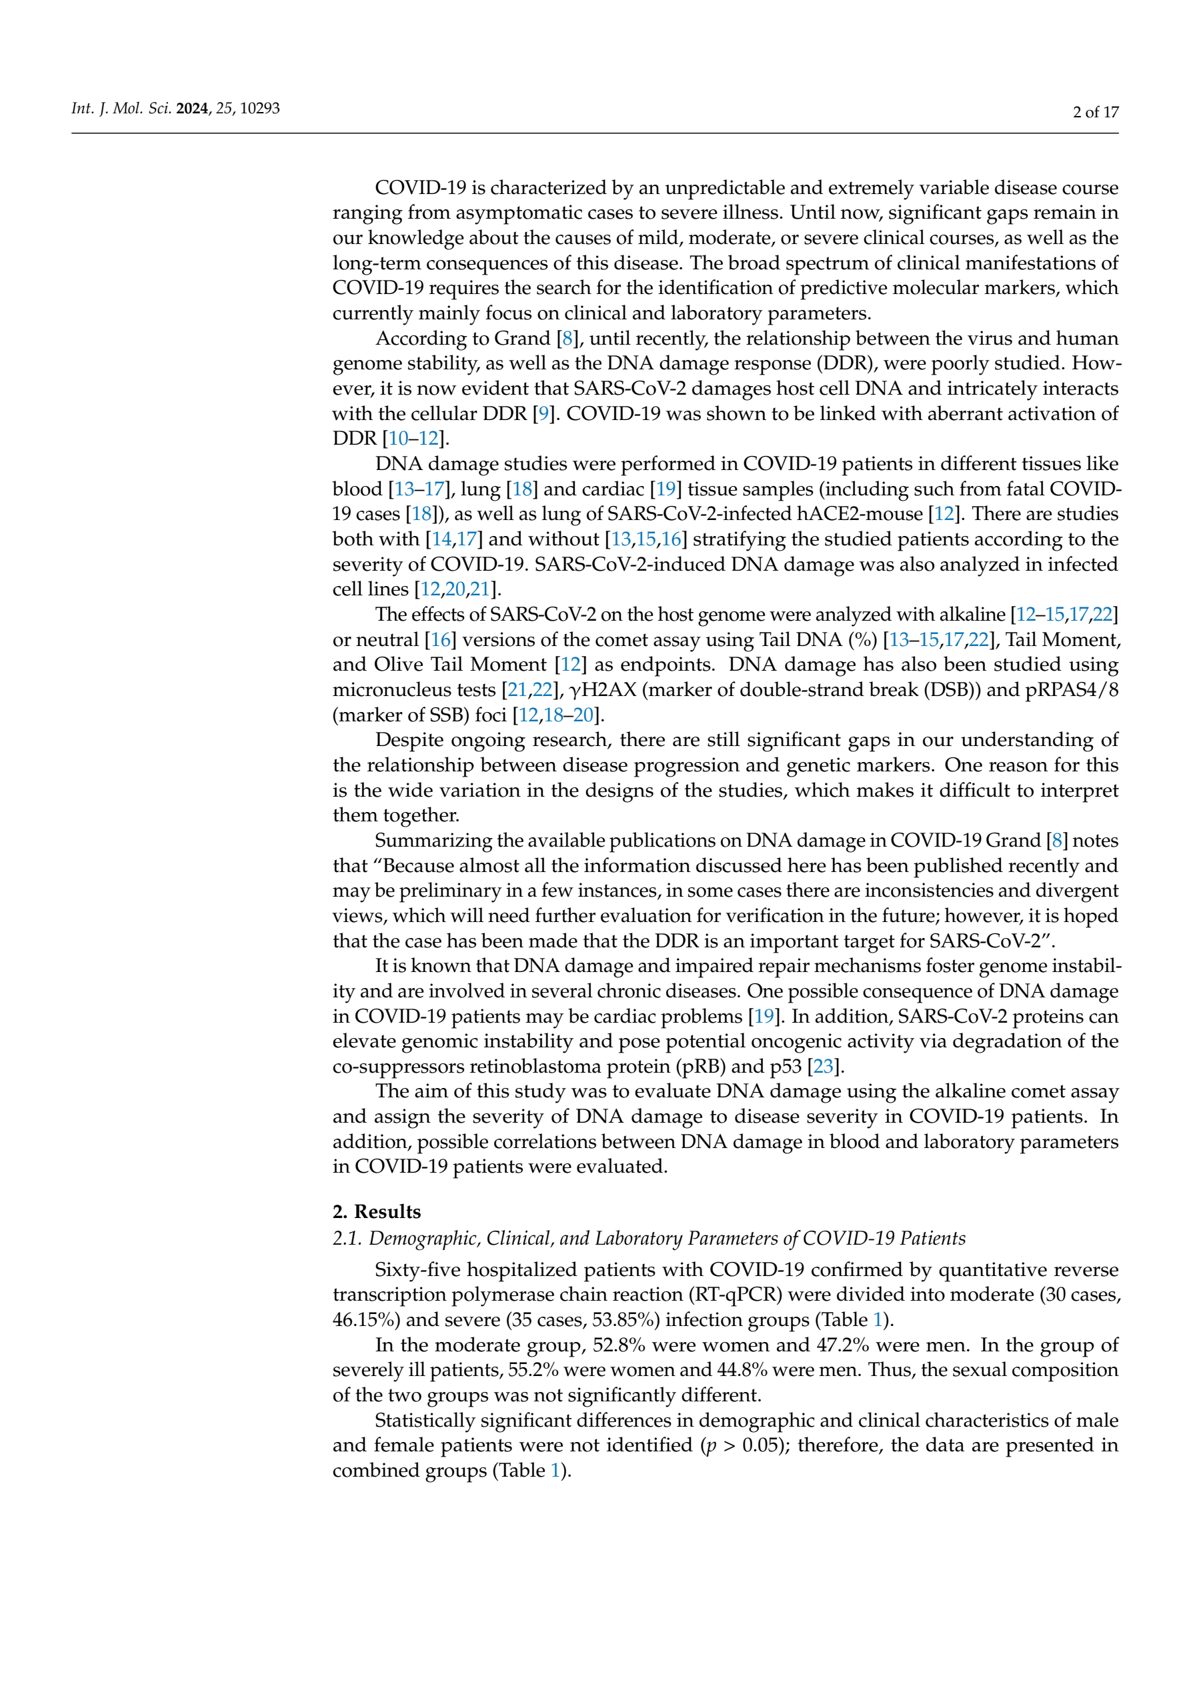 Int. J. Mol. Sci. 2024, 25, 10293
2 of 17
COVID-19 is characterized by an unpredictable and extremely variable disease course
ranging from asymptomatic cases to severe illness. Until now, significant gaps remain in
our knowledge about the causes of mild, moderate, or severe clinical courses, as well as the
long-term consequences of this disease. The broad spectrum of clinical manifestations of
COVID-19 requires the search for the identification of predictive molecular markers, which
currently mainly focus on clinical and laboratory parameters.
According to Grand [8], until recently, the relationship between the virus and human
genome stability, as well as the DNA damage response (DDR), were poorly studied. How-
ever, it is now evident that SARS-CoV-2 damages host cell DNA and intricately interacts
with the cellular DDR [9]. COVID-19 was shown to be linked with aberrant activation of
DDR [10–12].
DNA damage studies were performed in COVID-19 patients in different tissues like
blood [13–17], lung [18] and cardiac [19] tissue samples (including such from fatal COVID-
19 cases [18]), as well as lung of SARS-CoV-2-infected hACE2-mouse [12]. There are studies
both with [14,17] and without [13,15,16] stratifying the studied patients according to the
severity of COVID-19. SARS-CoV-2-induced DNA damage was also analyzed in infected
cell lines [12,20,21].
The effects of SARS-CoV-2 on the host genome were analyzed with alkaline [12–15,17,22]
or neutral [16] versions of the comet assay using Tail DNA (%) [13–15,17,22], Tail Moment,
and Olive Tail Moment [12] as endpoints. DNA damage has also been studied using
micronucleus tests [21,22], γH2AX (marker of double-strand break (DSB)) and pRPAS4/8
(marker of SSB) foci [12,18–20].
Despite ongoing research, there are still significant gaps in our understanding of
the relationship between disease progression and genetic markers. One reason for this
is the wide variation in the designs of the studies, which makes it difficult to interpret
them together.
Summarizing the available publications on DNA damage in COVID-19 Grand [8] notes
that “Because almost all the information discussed here has been published recently and
may be preliminary in a few instances, in some cases there are inconsistencies and divergent
views, which will need further evaluation for verification in the future; however, it is hoped
that the case has been made that the DDR is an important target for SARS-CoV-2”.
It is known that DNA damage and impaired repair mechanisms foster genome instabil-
ity and are involved in several chronic diseases. One possible consequence of DNA damage
in COVID-19 patients may be cardiac problems [19]. In addition, SARS-CoV-2 proteins can
elevate genomic instability and pose potential oncogenic activity via degradation of the
co-suppressors retinoblastoma protein (pRB) and p53 [23].
The aim of this study was to evaluate DNA damage using the alkaline comet assay
and assign the severity of DNA damage to disease severity in COVID-19 patients. In
addition, possible correlations between DNA damage in blood and laboratory parameters
in COVID-19 patients were evaluated.
2. Results
2.1. Demographic, Clinical, and Laboratory Parameters of COVID-19 Patients
Sixty-five hospitalized patients with COVID-19 confirmed by quantitative reverse
transcription polymerase chain reaction (RT-qPCR) were divided into moderate (30 cases,
46.15%) and severe (35 cases, 53.85%) infection groups (Table 1).
In the moderate group, 52.8% were women and 47.2% were men. In the group of
severely ill patients, 55.2% were women and 44.8% were men. Thus, the sexual composition
of the two groups was not significantly different.
Statistically significant differences in demographic and clinical characteristics of male
and female patients were not identified (p > 0.05); therefore, the data are presented in
combined groups (Table 1).